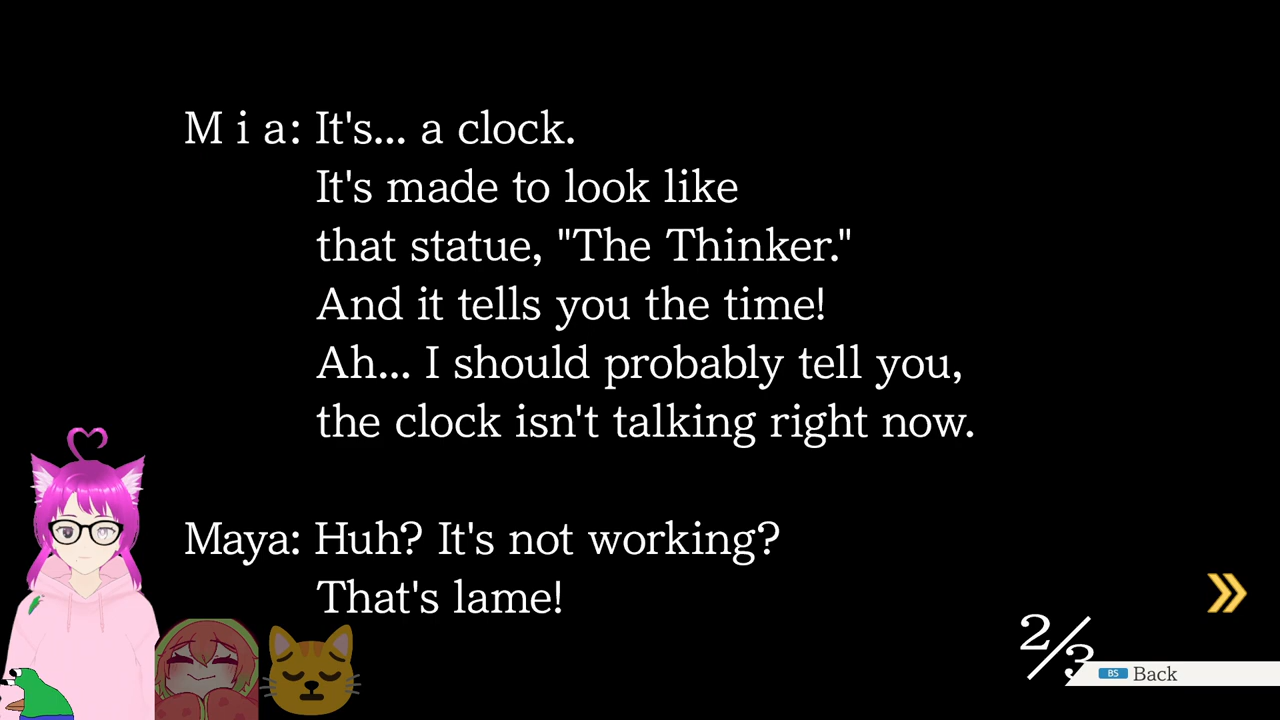 M i a: It's... a clock.
It's made to look like
that statue, "The Thinker."
And it tells you the time!
Ah... I should probably tell you,
the clock isn't talking right now.
Maya: Huh? It's not working?
That's lame!
2/3
BS Back